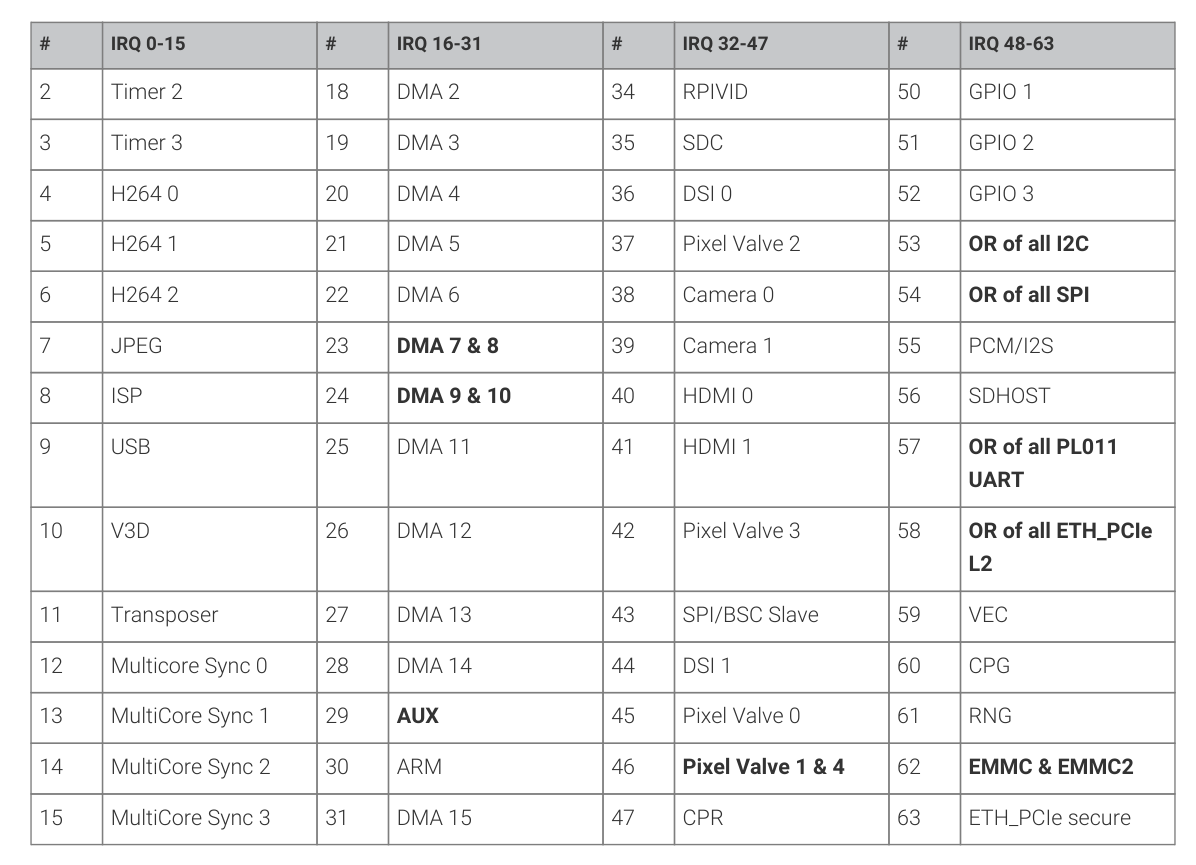 # IRQ 0-15 # IRQ 16-31 # IRQ 32-47 # IRQ 48-63
2 Timer 2 18 DMA 2 34 RPIVID 50 GPIO 1
3 Timer 3 19 DMA 3 35 SDC 51 GPIO 2
4 H264 0 20 DMA 4 36 DSI 0 52 GPIO 3
5 H264 1 21 DMA 5 37 Pixel Valve 2 53 OR of all I2C
6 H264 2 22 DMA 6 38 Camera 0 54 OR of all SPI
7 JPEG 23 DMA 7 & 8 39 Camera 1 55 PCM/I2S
8 ISP 24 DMA 9 & 10 40 HDMI 0 56 SDHOST
9 USB 25 DMA 11 41 HDMI 1 57 OR of all PL011
UART
10 V3D 26 DMA 12 42 Pixel Valve 3 58 OR of all ETH_PCIe
L2
11 Transposer 27 DMA 13 43 SPI/BSC Slave 59 VEC
12 Multicore Sync 0 28 DMA 14 44 DSI 1 60 CPG
13 MultiCore Sync 1 29 AUX 45 Pixel Valve 0 61 RNG
14 MultiCore Sync 2 30 ARM 46 Pixel Valve 1 & 4 62 EMMC & EMMC2
15 MultiCore Sync 3 31 DMA 15 47 CPR 63 ETH_PCIe secure